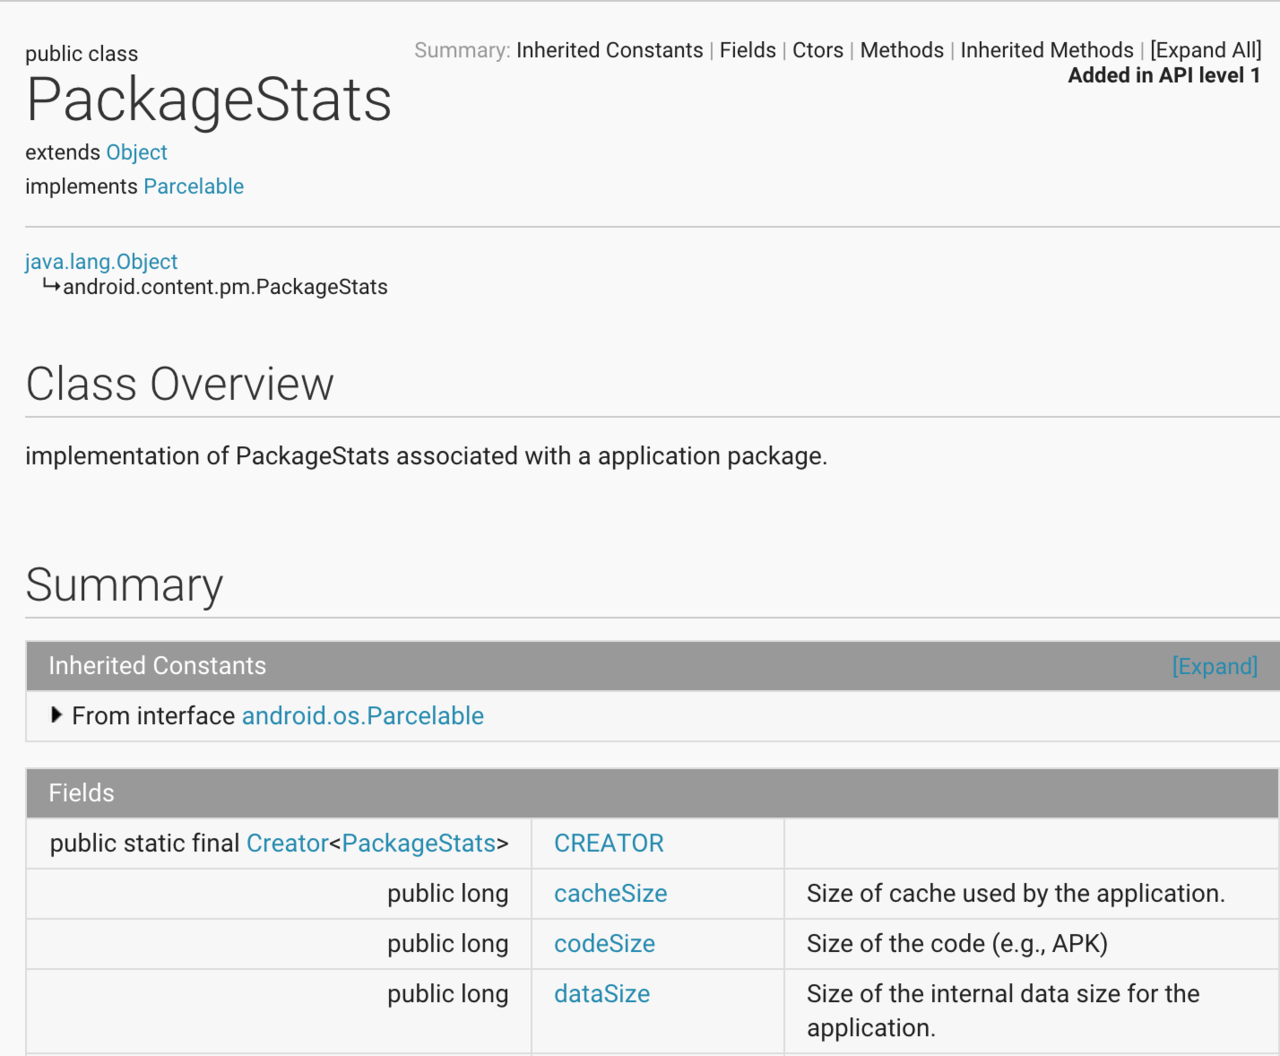 public class
Summary: Inherited Constants | Fields | Ctors | Methods | Inherited Methods | [Expand All]
Added in API level 1
PackageStats
extends Object
implements Parcelable
java.lang.Object
↳android.content.pm.PackageStats
Class Overview
implementation of PackageStats associated with a application package.
Summary
Inherited Constants [Expand]
From interface android.os.Parcelable
Fields
public static final Creator<PackageStats> CREATOR
public long cacheSize Size of cache used by the application.
public long codeSize Size of the code (e.g., APK)
public long dataSize Size of the internal data size for the
application.